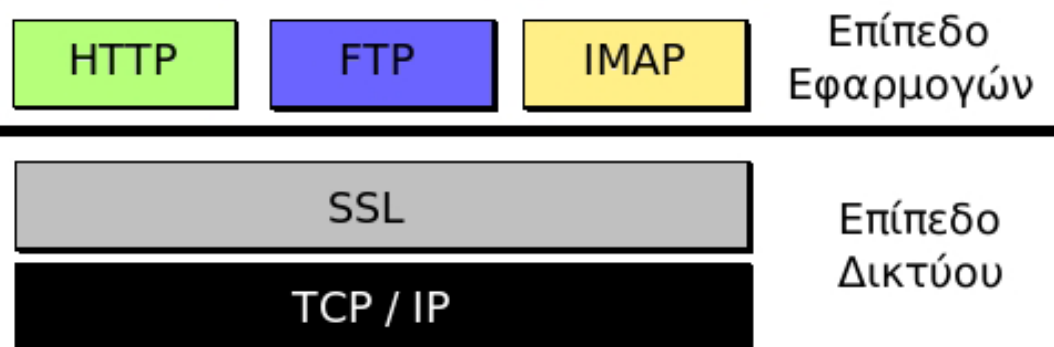 HTTP FTP IMAP
Επίπεδο
Εφαρμογών
SSL
Επίπεδο
Δικτύου
TCP / IP